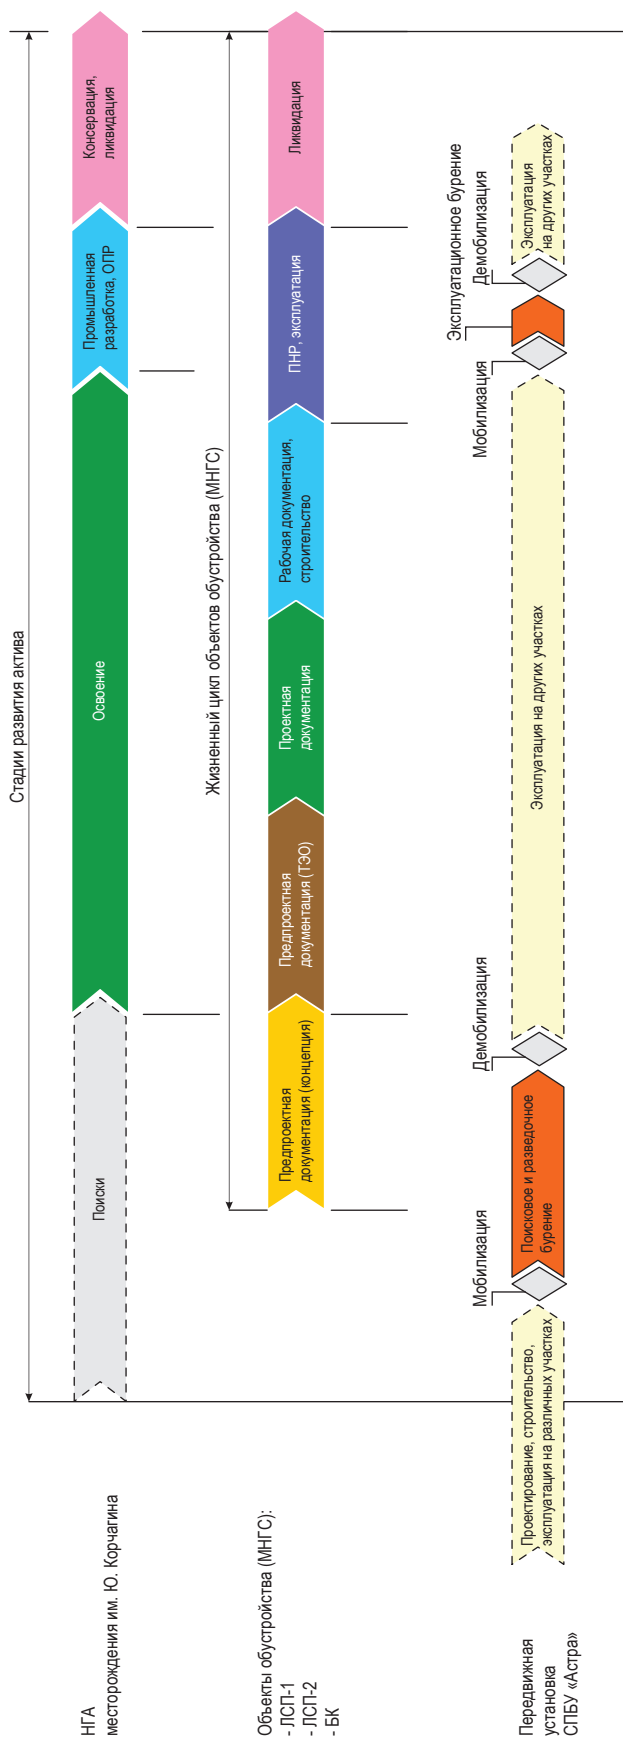 Стадии развития актива
НГА
месторождения им. Ю. Корчагина
Поиски
Освоение
Промышленная
разработка, ОПР
Консервация,
ликвидация
Жизненный цикл объектов обустройства (МНГС)
Объекты обустройства (МНГС):
- ЛСП-1
- ЛСП-2
- БК
Предпроектная
документация (концепция)
Предпроектная
документация (ТЭО)
Проектная
документация
Рабочая документация,
строительство
ПНР, эксплуатация
Ликвидация
Передвижная
установка
СПБУ «Астра»
Проектирование, строительство,
эксплуатация на различных участках
Мобилизация
Поисковое и разведочное
бурение
Демобилизация
Эксплуатация на других участках
Мобилизация
Эксплуатационное бурение
Демобилизация
Эксплуатация
на других участках